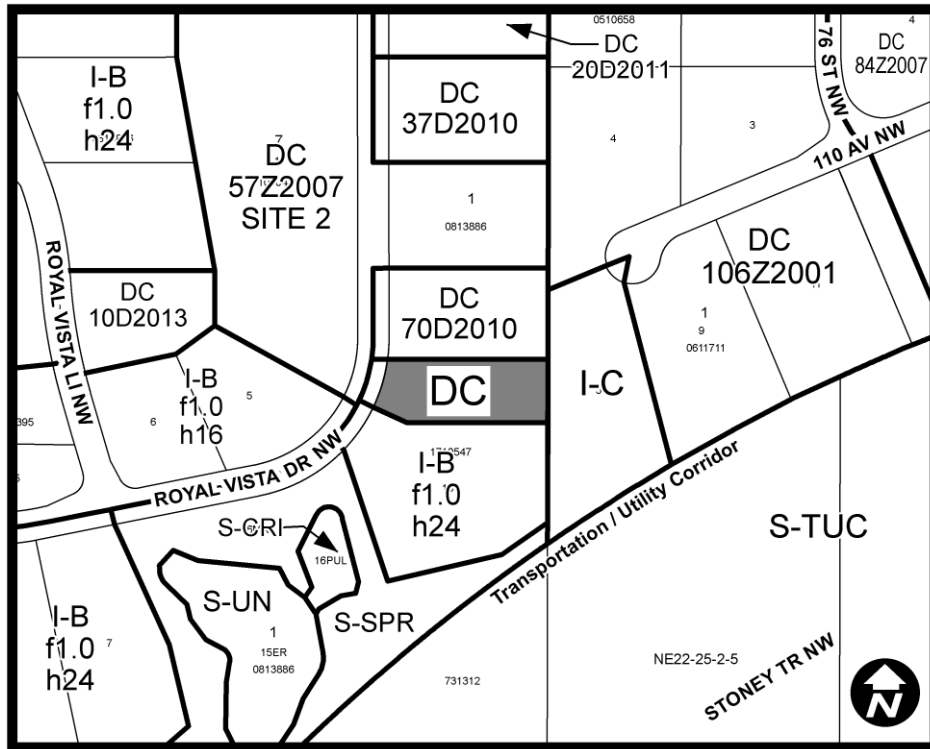 0510658
4
DC
20D2011
76 ST NW
DC
84Z2007
I-B
f1.0
h24
DC
37D2010
7
DC
57Z2007
SITE 2
4
3
110 AV NW
1
0813886
ROYAL VISTA LI NW
DC
10D2013
DC
70D2010
DC
106Z2001
1
9
0611711
I-B
f1.0
h16
5
6
DC
I-C
395
I-B
f1.0
h24
ROYAL VISTA DR NW
Transportation / Utility Corridor
S-CRI
16PUL
S-TUC
S-UN
S-SPR
I-B
f1.0
h24
7
1
15ER
0813886
731312
NE22-25-2-5
STONEY TR NW
N